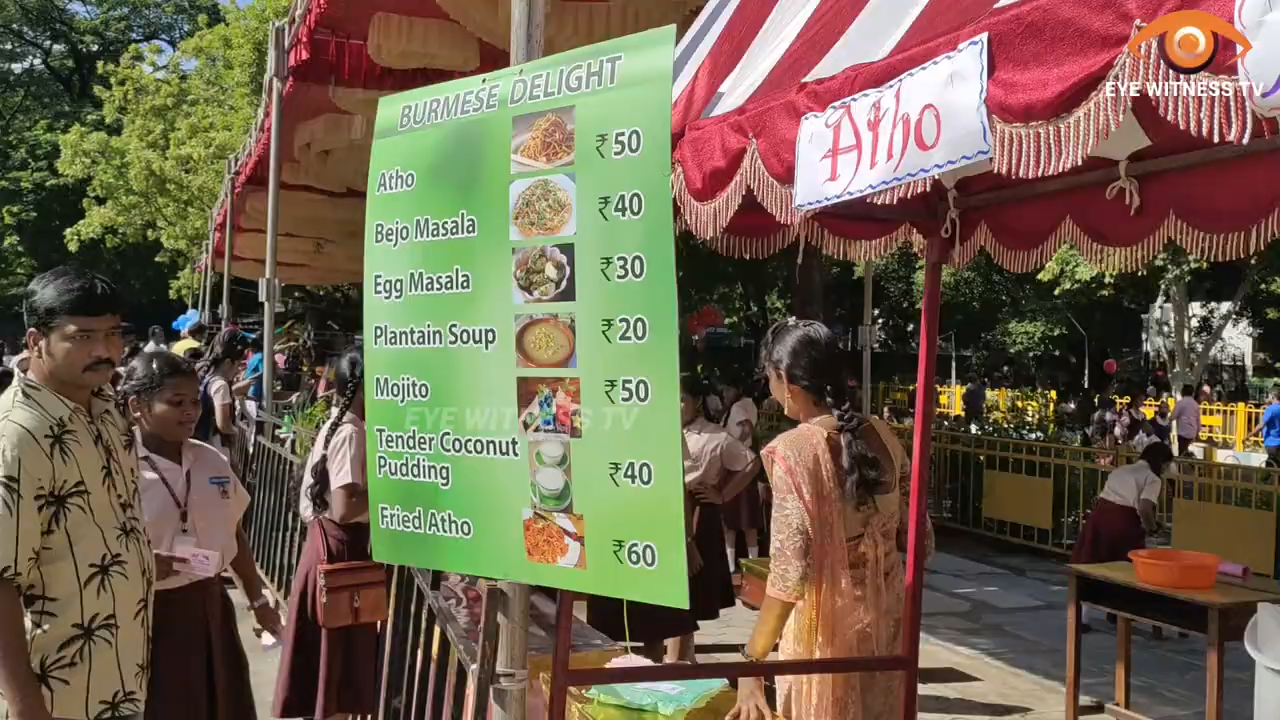 BURMESE DELIGHT
Atho ₹50
Bejo Masala ₹40
Egg Masala ₹30
Plantain Soup ₹20
Mojito ₹50
Tender Coconut
Pudding ₹40
Fried Atho ₹60
Atho
EYE WITNESS TV
EYE WITNESS TV